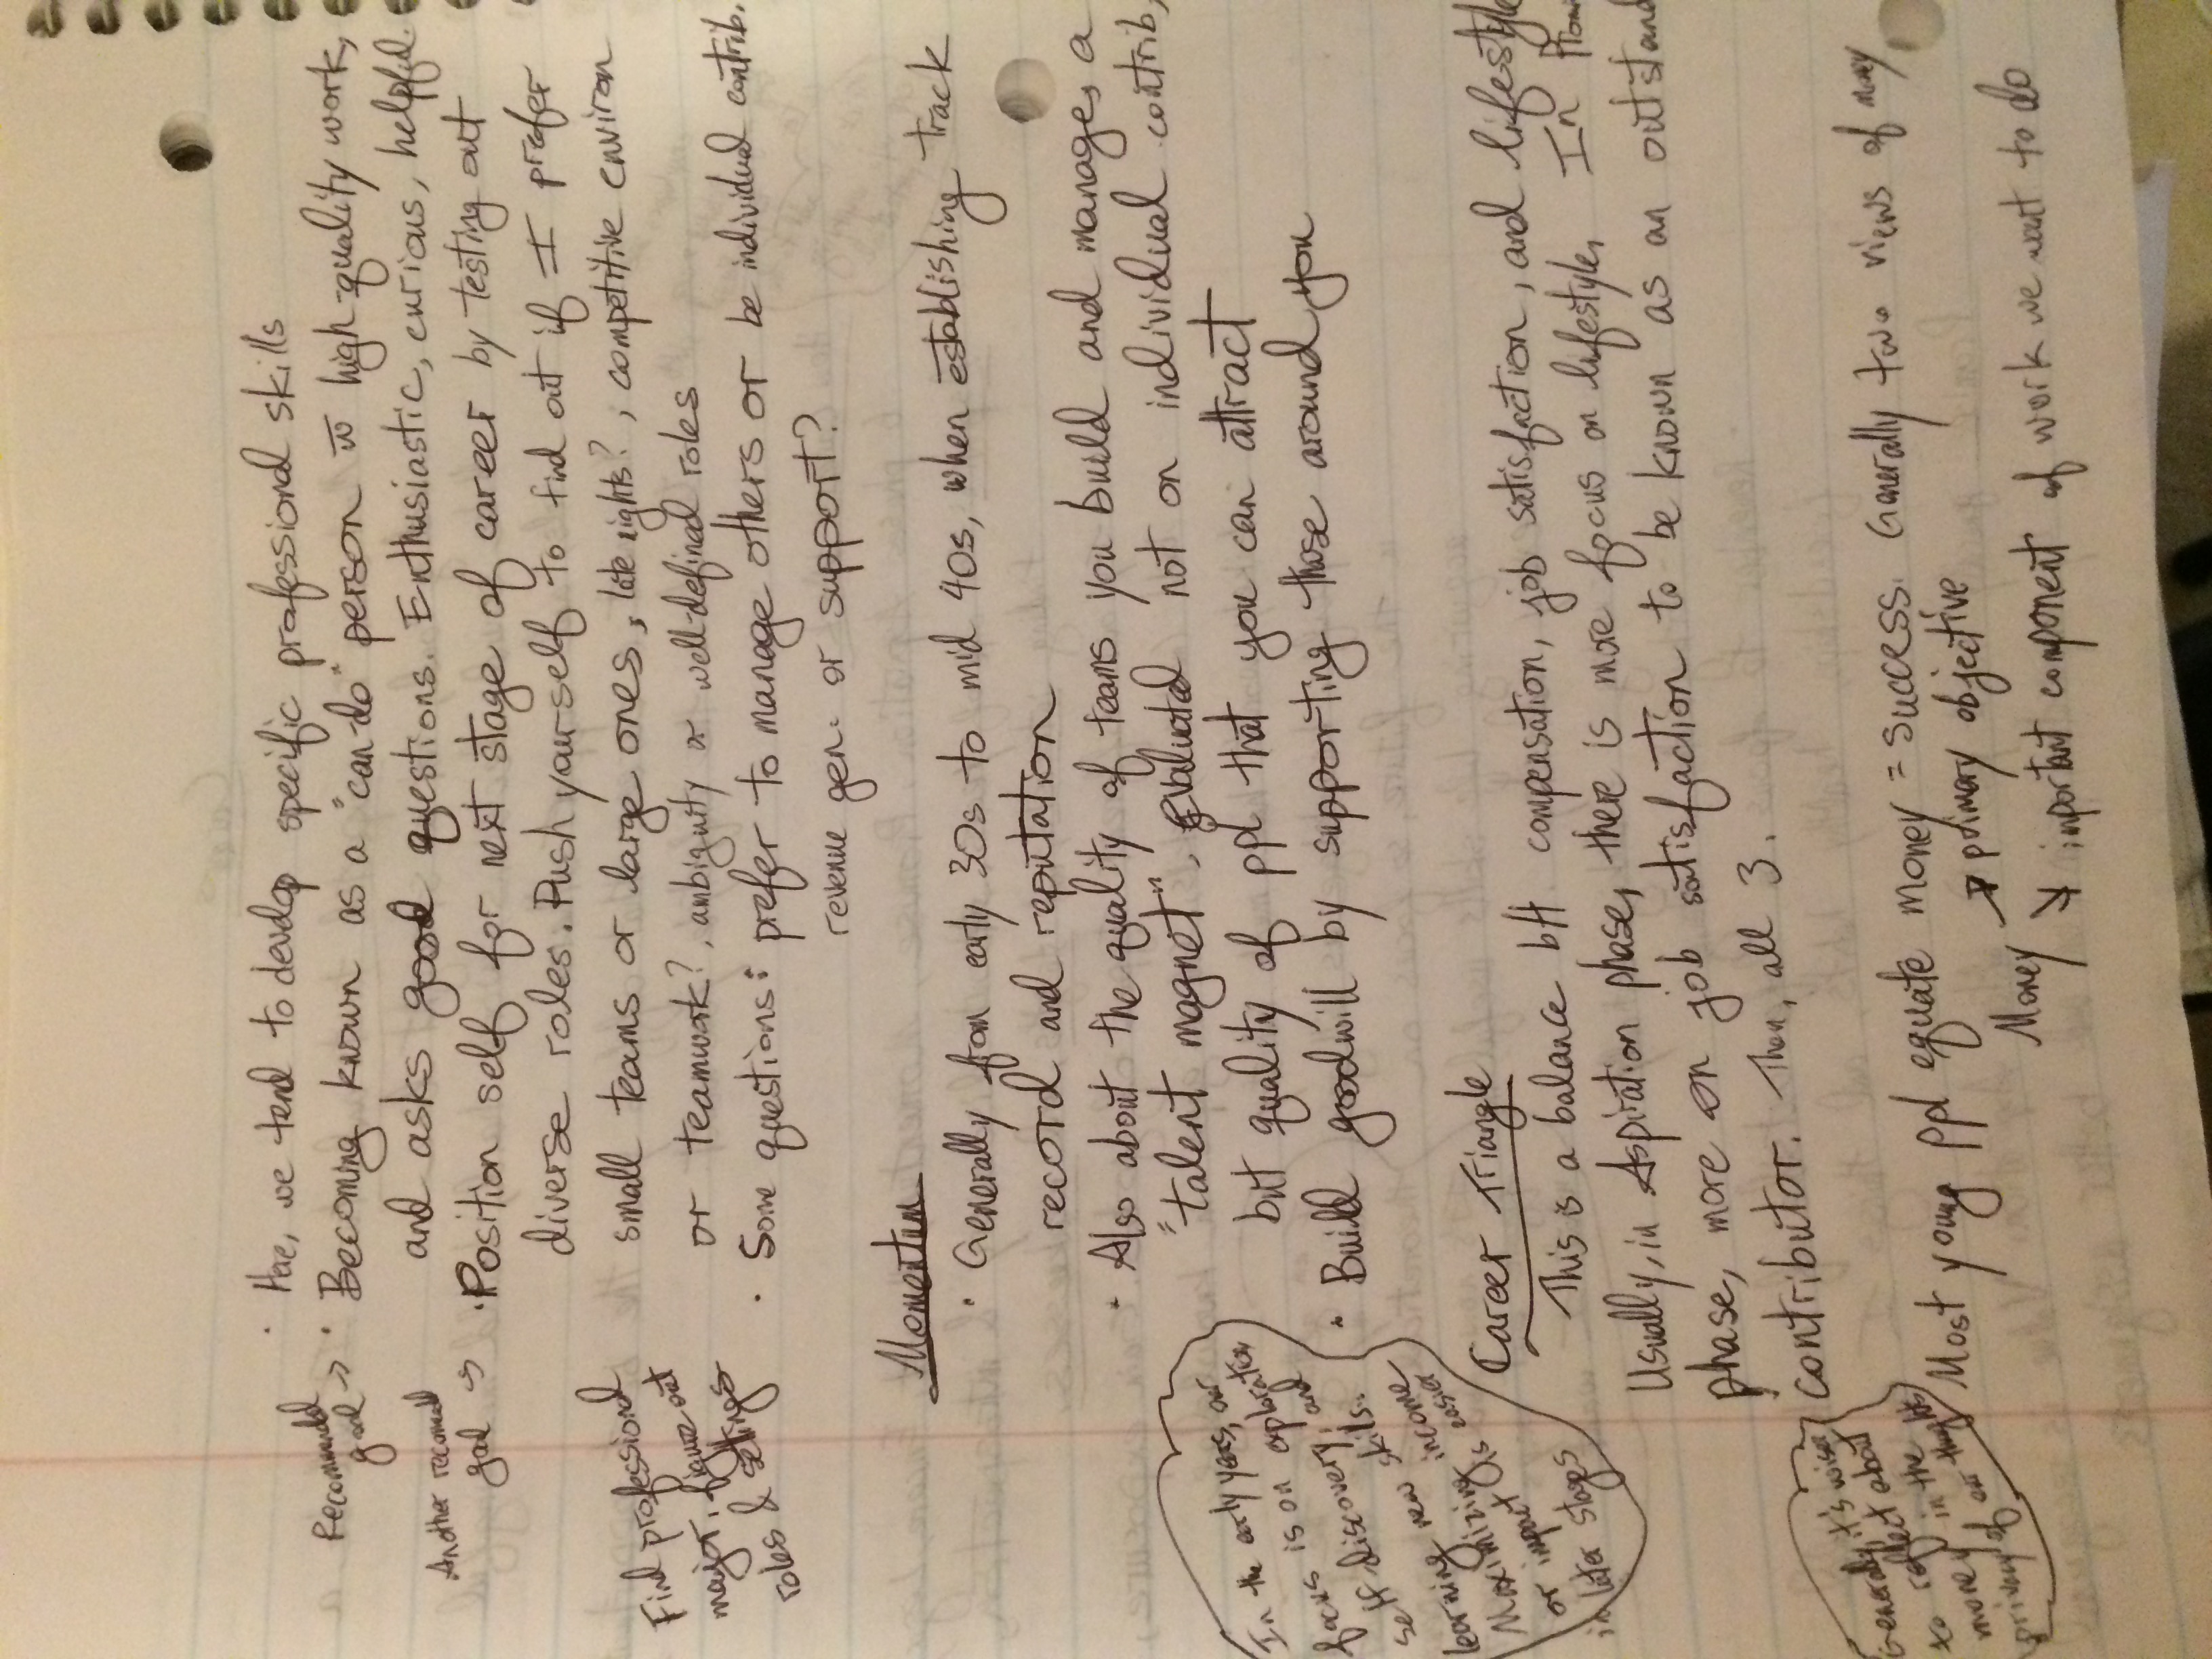 · Here, we tend to develop specific professional skills
Recommended
goal →
· Becoming known as a "can-do" person w̅ high-quality work,
and asks good questions. Enthusiastic, curious, helpful.
Another recomedd
goal →
· Position self for next stage of career by testing out
diverse roles. Push yourself to find out if I prefer
small teams or large ones, late nights?, competitive environ
or teamwork?, ambiguity or well-defined roles
Find professional
major, figure out
roles & settings
· Some questions: prefer to manage others or be individual contrib.
revenue gen. or support?
Momentum
· Generally from early 30s to mid 40s, when establishing track
record and reputation
· Also about the quality of teams you build and manage, a
"talent magnet", evaluated not on individual contrib,
but quality of ppl that you can attract
· Build goodwill by supporting those around you
In the early years, our
focus is on exploration,
self-discovery, and
learning new skills.
Maximizing income
or impact is easier
in later stages
Career Triangle
This is a balance btt compensation, job satisfaction, and lifestyle
Usually, in Aspiration phase, there is more focus on lifestyle, In Prom
phase, more on job satisfaction to be known as an outstand
contributor. Then, all 3.
Generally, it's wiser
to reflect about
money in the
privacy of our thoughts
Most young ppl equate money = success. Generally two views of money
Money ↗ primary objective
↘ important component of work we want to do